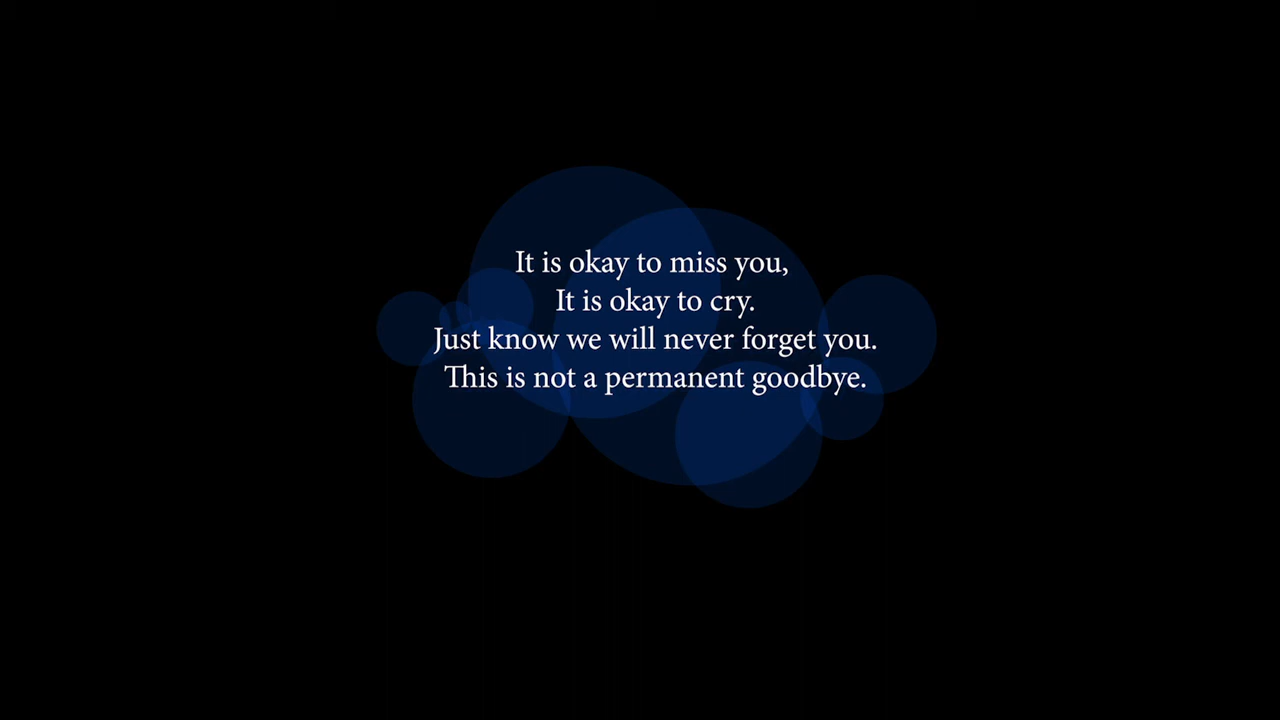 It is okay to miss you,
It is okay to cry.
Just know we will never forget you.
This is not a permanent goodbye.